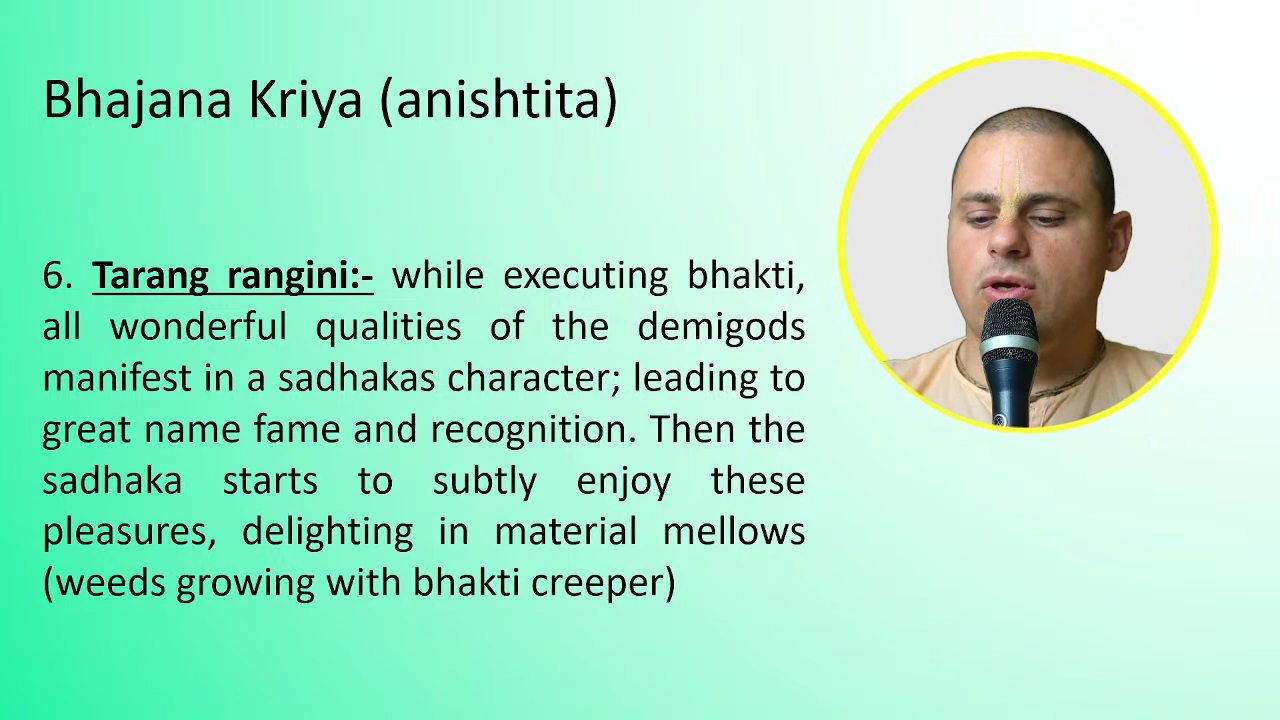 Bhajana Kriya (anishtita)
6. Tarang rangini:- while executing bhakti,
all wonderful qualities of the demigods
manifest in a sadhakas character; leading to
great name fame and recognition. Then the
sadhaka starts to subtly enjoy these
pleasures, delighting in material mellows
(weeds growing with bhakti creeper)